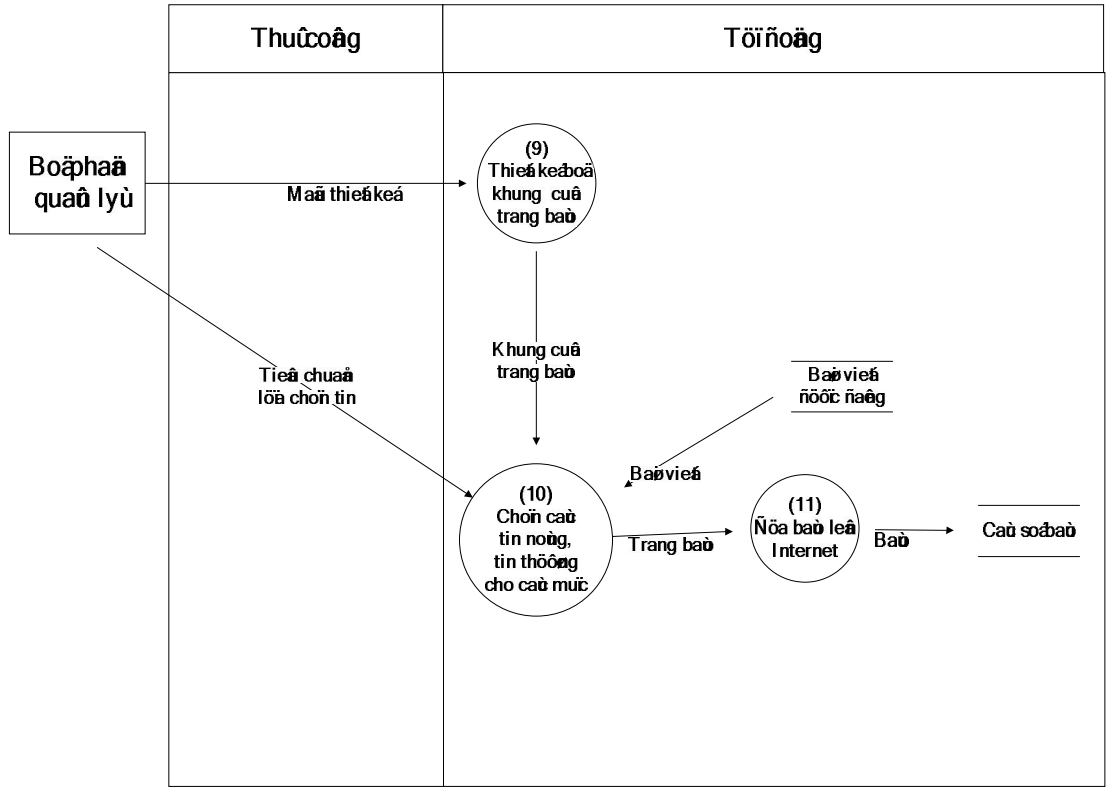 Thuû coâng
Töï ñoäng
Boä phaän
quaûn lyù
Maãu thieát keá
(9)
Thieát keá boä
khung cuûa
trang baùo
Khung cuûa
trang baùo
Tieâu chuaån
löïa choïn tin
Baøi vieát
ñöôïc ñaêng
Baøi vieát
(10)
Choïn caùc
tin noùng,
tin thöôøng
cho caùc muïc
Trang baùo
(11)
Ñöa baùo leân
Internet
Baùo
Caùc soá baùo